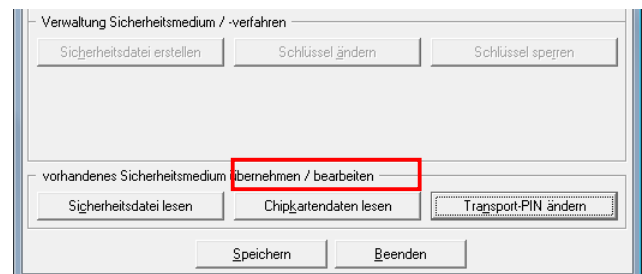 Verwaltung Sicherheitsmedium / -verfahren
Sicherheitsdatei erstellen Schlüssel ändern Schlüssel sperren
vorhandenes Sicherheitsmedium übernehmen / bearbeiten
Sicherheitsdatei lesen Chipkartendaten lesen Transport-PIN ändern
Speichern Beenden